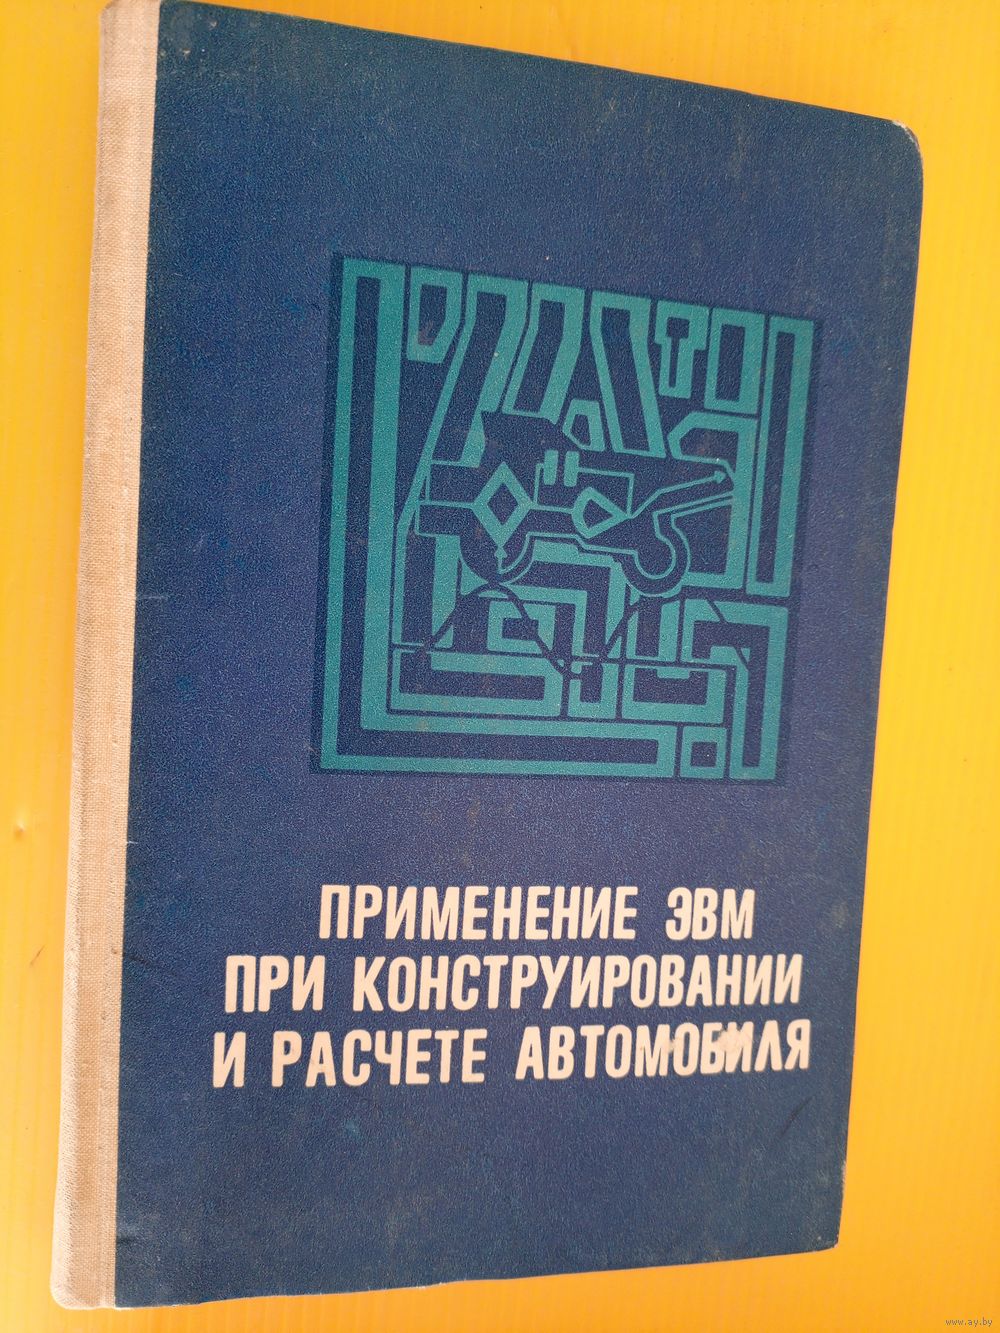 ПРИМЕНЕНИЕ ЭВМ
ПРИ КОНСТРУИРОВАНИИ
И РАСЧЕТЕ АВТОМОБИЛЯ
www.ay.by